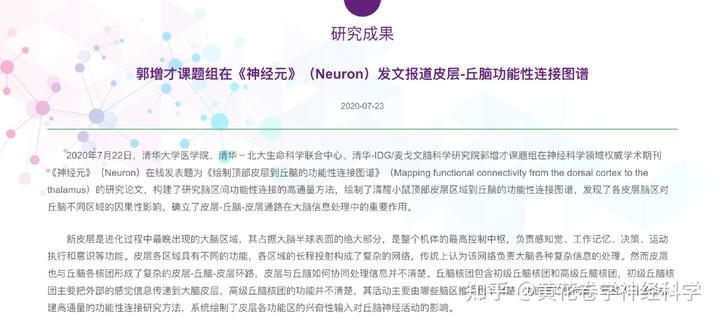 研究成果
郭增才课题组在《神经元》（Neuron）发文报道皮层-丘脑功能性连接图谱
2020-07-23
2020年7月22日，清华大学医学院、清华－北大生命科学联合中心、清华-IDG/麦戈文脑科学研究院郭增才课题组在神经科学领域权威学术期刊
《神经元》（Neuron）在线发表题为《绘制顶部皮层到丘脑的功能性连接图谱》（Mapping functional connectivity from the dorsal cortex to the
thalamus）的研究论文，构建了研究脑区间功能性连接的高通量方法，绘制了清醒小鼠顶部皮层区域到丘脑的功能性连接图谱，发现了各皮层脑区对
丘脑不同区域的因果性影响，确立了皮层-丘脑-皮层通路在大脑信息处理中的重要作用。
新皮层是进化过程中最晚出现的大脑区域，其占据大脑半球表面的绝大部分，是整个机体的最高控制中枢，负责感知觉、工作记忆、决策、运动
执行和意识等功能。皮层各区域具有不同的功能，各区域的长程投射构成了复杂的网络，传统上认为该网络负责大脑各种复杂信息的处理。然而皮层
也与丘脑各核团形成了复杂的皮层-丘脑-皮层环路，皮层与丘脑如何协同处理信息并不清楚。丘脑核团包含初级丘脑核团和高级丘脑核团，初级丘脑核
团主要把外部的感觉信息传递到大脑皮层，高级丘脑核团的功能并不清楚，其活动主要由哪些脑区推
建高通量的功能性连接研究方法，系统绘制了皮层各功能区的兴奋性输入对丘脑神经活动的影响。
知乎 @黄花卷学神经科学